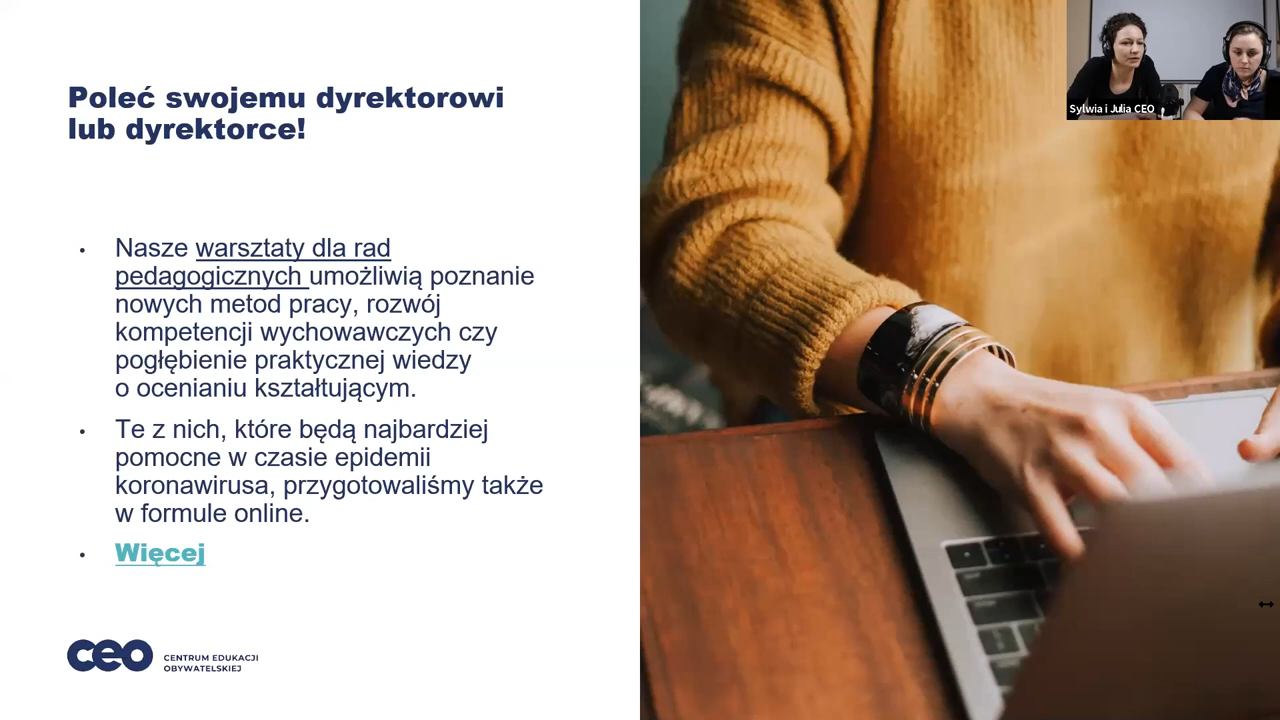 Poleć swojemu dyrektorowi
lub dyrektorce!
Sylwia i Julia CEO
• Nasze warsztaty dla rad
pedagogicznych umożliwią poznanie
nowych metod pracy, rozwój
kompetencji wychowawczych czy
pogłębienie praktycznej wiedzy
o ocenianiu kształtującym.
• Te z nich, które będą najbardziej
pomocne w czasie epidemii
koronawirusa, przygotowaliśmy także
w formule online.
• Więcej
ceo CENTRUM EDUKACJI
OBYWATELSKIEJ